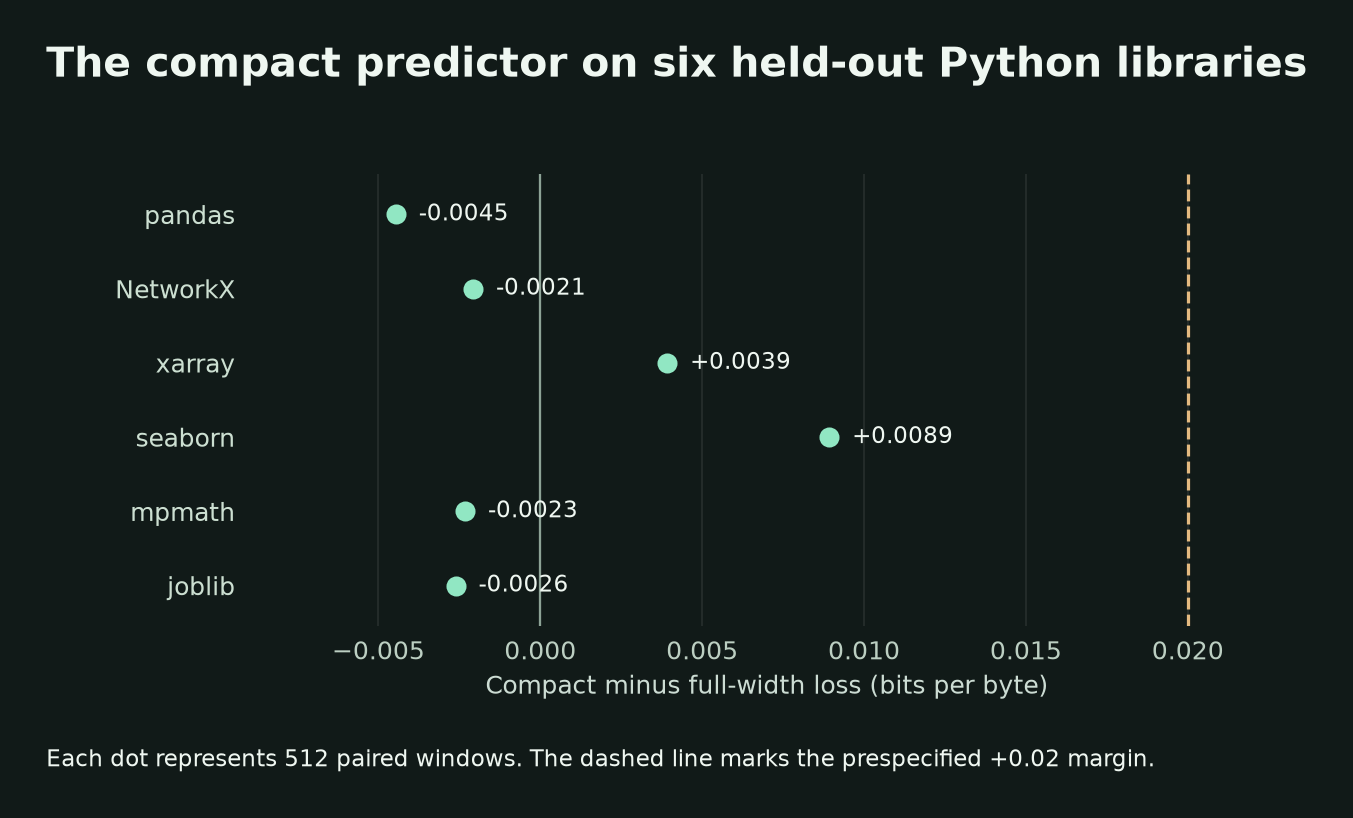 The compact predictor on six held-out Python libraries
pandas
-0.0045
NetworkX
-0.0021
xarray
+0.0039
seaborn
+0.0089
mpmath
-0.0023
joblib
-0.0026
−0.005 0.000 0.005 0.010 0.015 0.020
Compact minus full-width loss (bits per byte)
Each dot represents 512 paired windows. The dashed line marks the prespecified +0.02 margin.